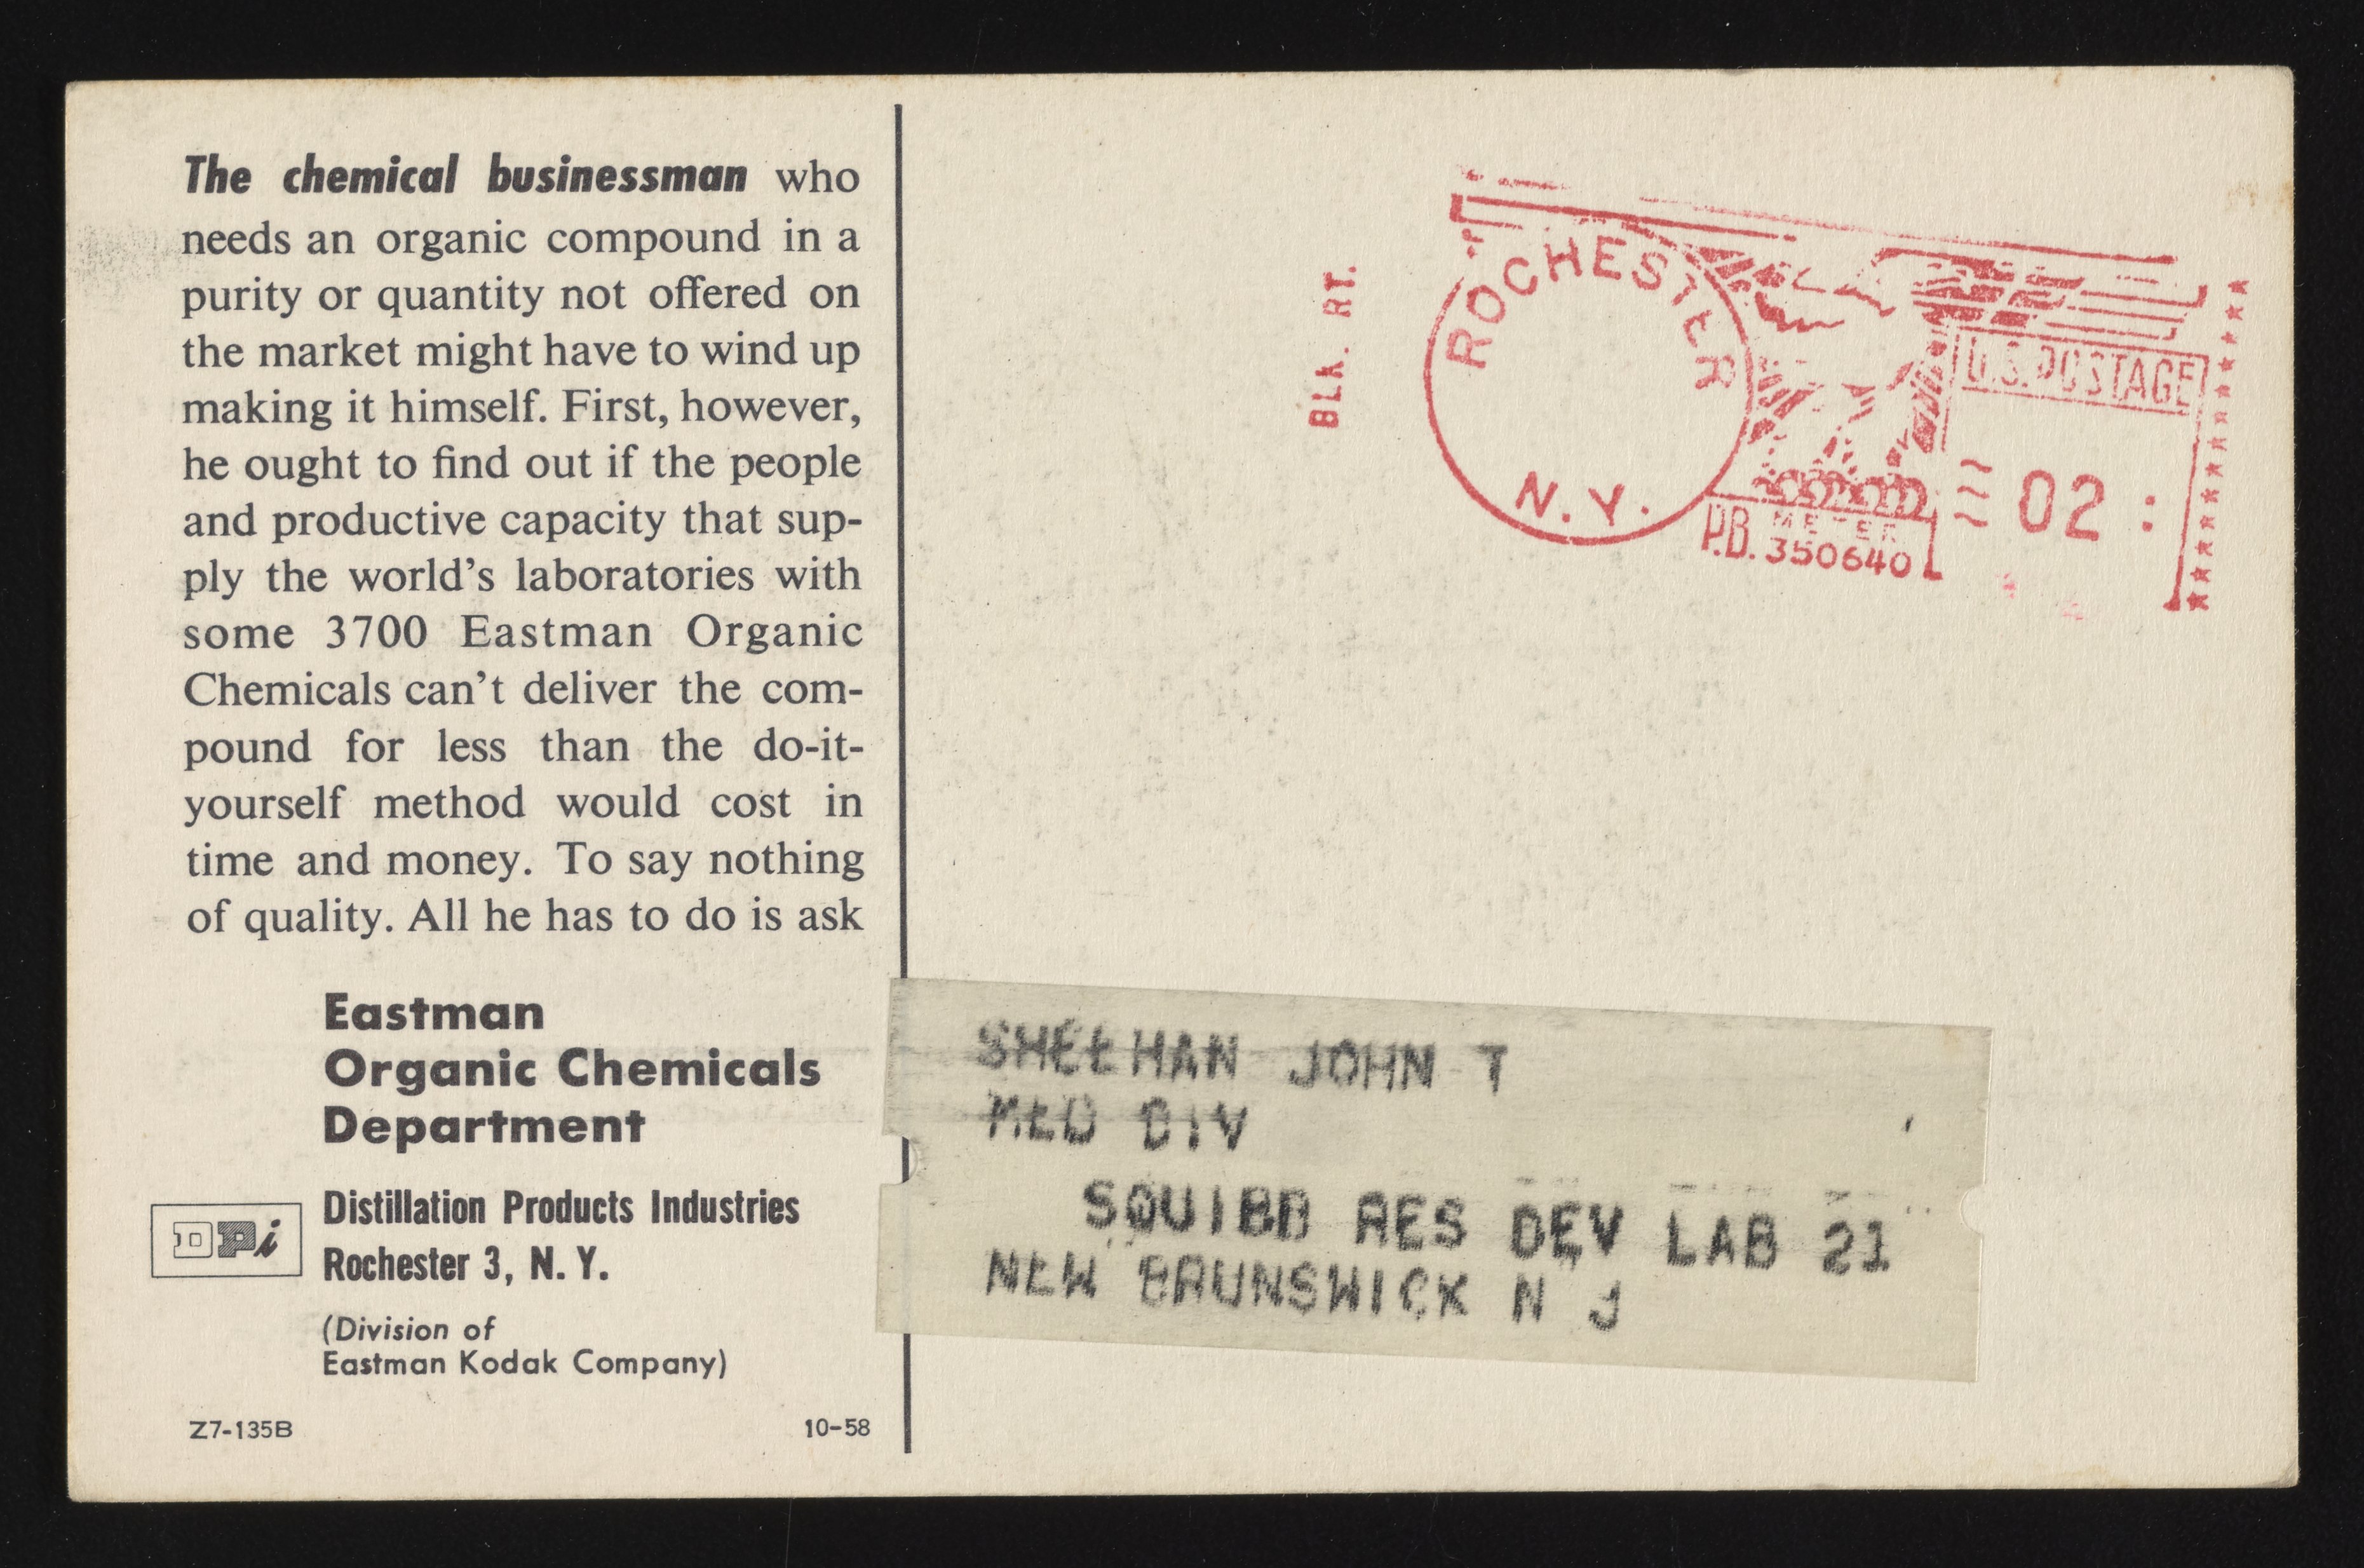 The chemical businessman who
needs an organic compound in a
purity or quantity not offered on
the market might have to wind up
making it himself. First, however,
he ought to find out if the people
and productive capacity that sup-
ply the world's laboratories with
some 3700 Eastman Organic
Chemicals can't deliver the com-
pound for less than the do-it-
yourself method would cost in
time and money. To say nothing
of quality. All he has to do is ask
Eastman
Organic Chemicals
Department
DPi
Distillation Products Industries
Rochester 3, N. Y.
(Division of
Eastman Kodak Company)
Z7-135B
10-58
BLK. RT.
ROCHESTER
N.Y.
U.S. POSTAGE
02
P.B. METER
350640
SHEEHAN JOHN T
MED DIV
SQUIBB RES DEV LAB 21
NEW BRUNSWICK N J